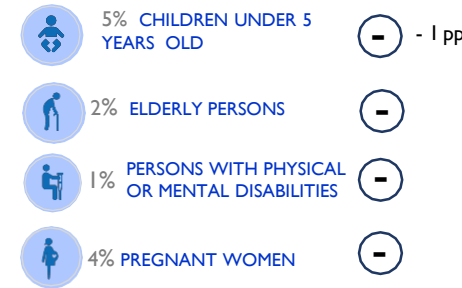 5% CHILDREN UNDER 5
YEARS OLD
- - 1 pp
2% ELDERLY PERSONS
-
1% PERSONS WITH PHYSICAL
OR MENTAL DISABILITIES
-
4% PREGNANT WOMEN
-